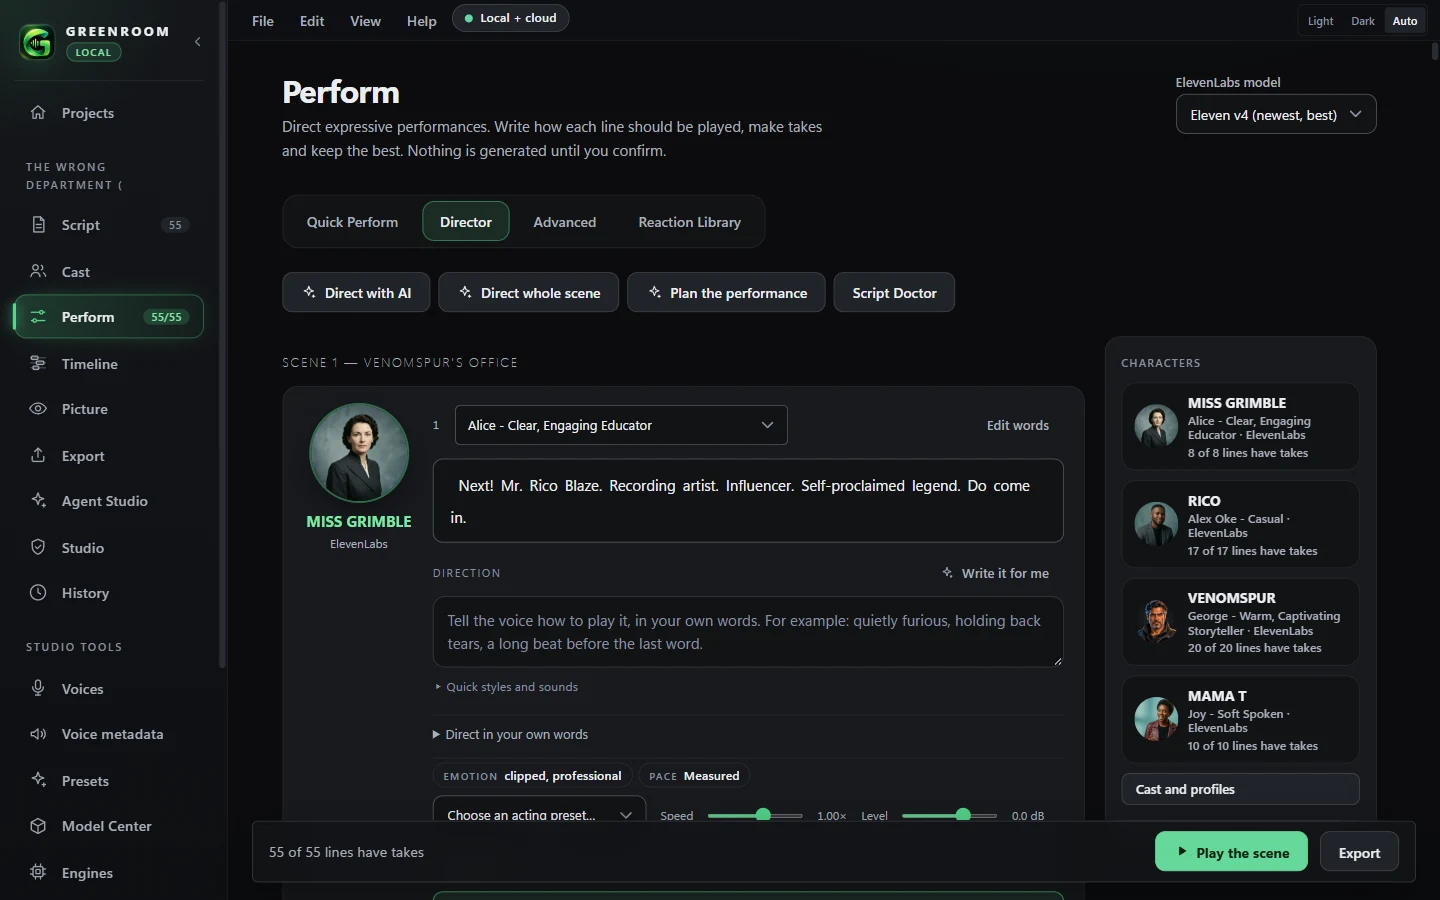 GREENROOM
LOCAL
Projects
THE WRONG
DEPARTMENT (
Script 55
Cast
Perform 55/55
Timeline
Picture
Export
Agent Studio
Studio
History
STUDIO TOOLS
Voices
Voice metadata
Presets
Model Center
Engines
File Edit View Help Local + cloud
Light Dark Auto
Perform
Direct expressive performances. Write how each line should be played, make takes
and keep the best. Nothing is generated until you confirm.
ElevenLabs model
Eleven v4 (newest, best)
Quick Perform Director Advanced Reaction Library
Direct with AI Direct whole scene Plan the performance Script Doctor
SCENE 1 — VENOMSPUR'S OFFICE
MISS GRIMBLE
ElevenLabs
1 Alice - Clear, Engaging Educator Edit words
Next! Mr. Rico Blaze. Recording artist. Influencer. Self-proclaimed legend. Do come
in.
DIRECTION Write it for me
Tell the voice how to play it, in your own words. For example: quietly furious, holding back
tears, a long beat before the last word.
Quick styles and sounds
Direct in your own words
EMOTION clipped, professional PACE Measured
Choose an acting preset... Speed 1.00× Level 0.0 dB
CHARACTERS
MISS GRIMBLE
Alice - Clear, Engaging
Educator · ElevenLabs
8 of 8 lines have takes
RICO
Alex Oke - Casual ·
ElevenLabs
17 of 17 lines have takes
VENOMSPUR
George - Warm, Captivating
Storyteller · ElevenLabs
20 of 20 lines have takes
MAMA T
Joy - Soft Spoken ·
ElevenLabs
10 of 10 lines have takes
Cast and profiles
55 of 55 lines have takes
Play the scene Export